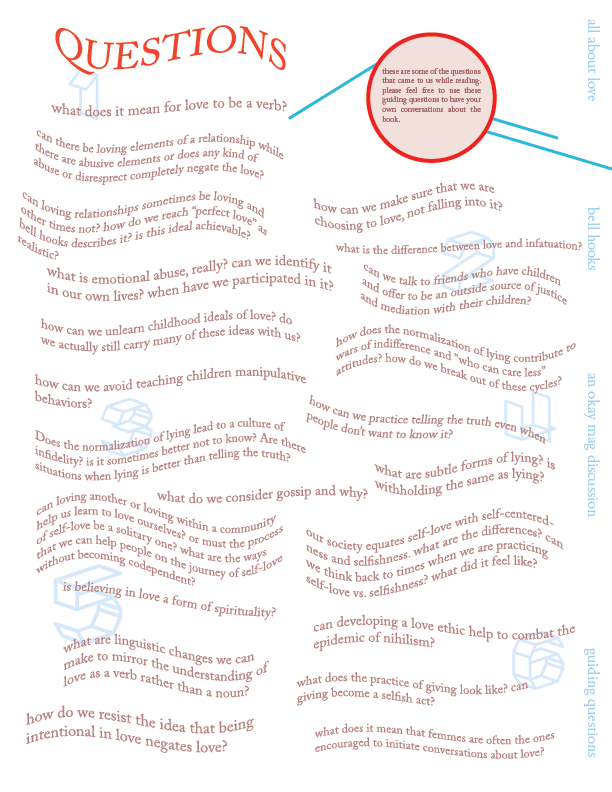 QUESTIONS
these are some of the questions
that came to us while reading.
please feel free to use these
guiding questions to have your
own conversations about the
book.
all about love
bell hooks
an okay mag discussion
guiding questions
1
what does it mean for love to be a verb?
can there be loving elements of a relationship while
there are abusive elements or does any kind of
abuse or disresprect completely negate the love?
can loving relationships sometimes be loving and
other times not? how do we reach "perfect love" as
bell hooks describes it? is this ideal achievable?
realistic?
what is emotional abuse, really? can we identify it
in our own lives? when have we participated in it?
how can we unlearn childhood ideals of love? do
we actually still carry many of these ideas with us?
how can we avoid teaching children manipulative
behaviors?
how can we make sure that we are
choosing to love, not falling into it?
2
what is the difference between love and infatuation?
can we talk to friends who have children
and offer to be an outside source of justice
and mediation with their children?
how does the normalization of lying contribute to
wars of indifference and "who can care less"
attitudes? how do we break out of these cycles?
3
Does the normalization of lying lead to a culture of
infidelity? is it sometimes better not to know? Are there
situations when lying is better than telling the truth?
4
how can we practice telling the truth even when
people don't want to know it?
what are subtle forms of lying? is
withholding the same as lying?
what do we consider gossip and why?
can loving another or loving within a community
help us learn to love ourselves? or must the process
of self-love be a solitary one? what are the ways
that we can help people on the journey of self-love
without becoming codependent?
our society equates self-love with self-centered-
ness and selfishness. what are the differences? can
we think back to times when we are practicing
self-love vs. selfishness? what did it feel like?
5
is believing in love a form of spirituality?
what are linguistic changes we can
make to mirror the understanding of
love as a verb rather than a noun?
how do we resist the idea that being
intentional in love negates love?
can developing a love ethic help to combat the
epidemic of nihilism?
6
what does the practice of giving look like? can
giving become a selfish act?
what does it mean that femmes are often the ones
encouraged to initiate conversations about love?